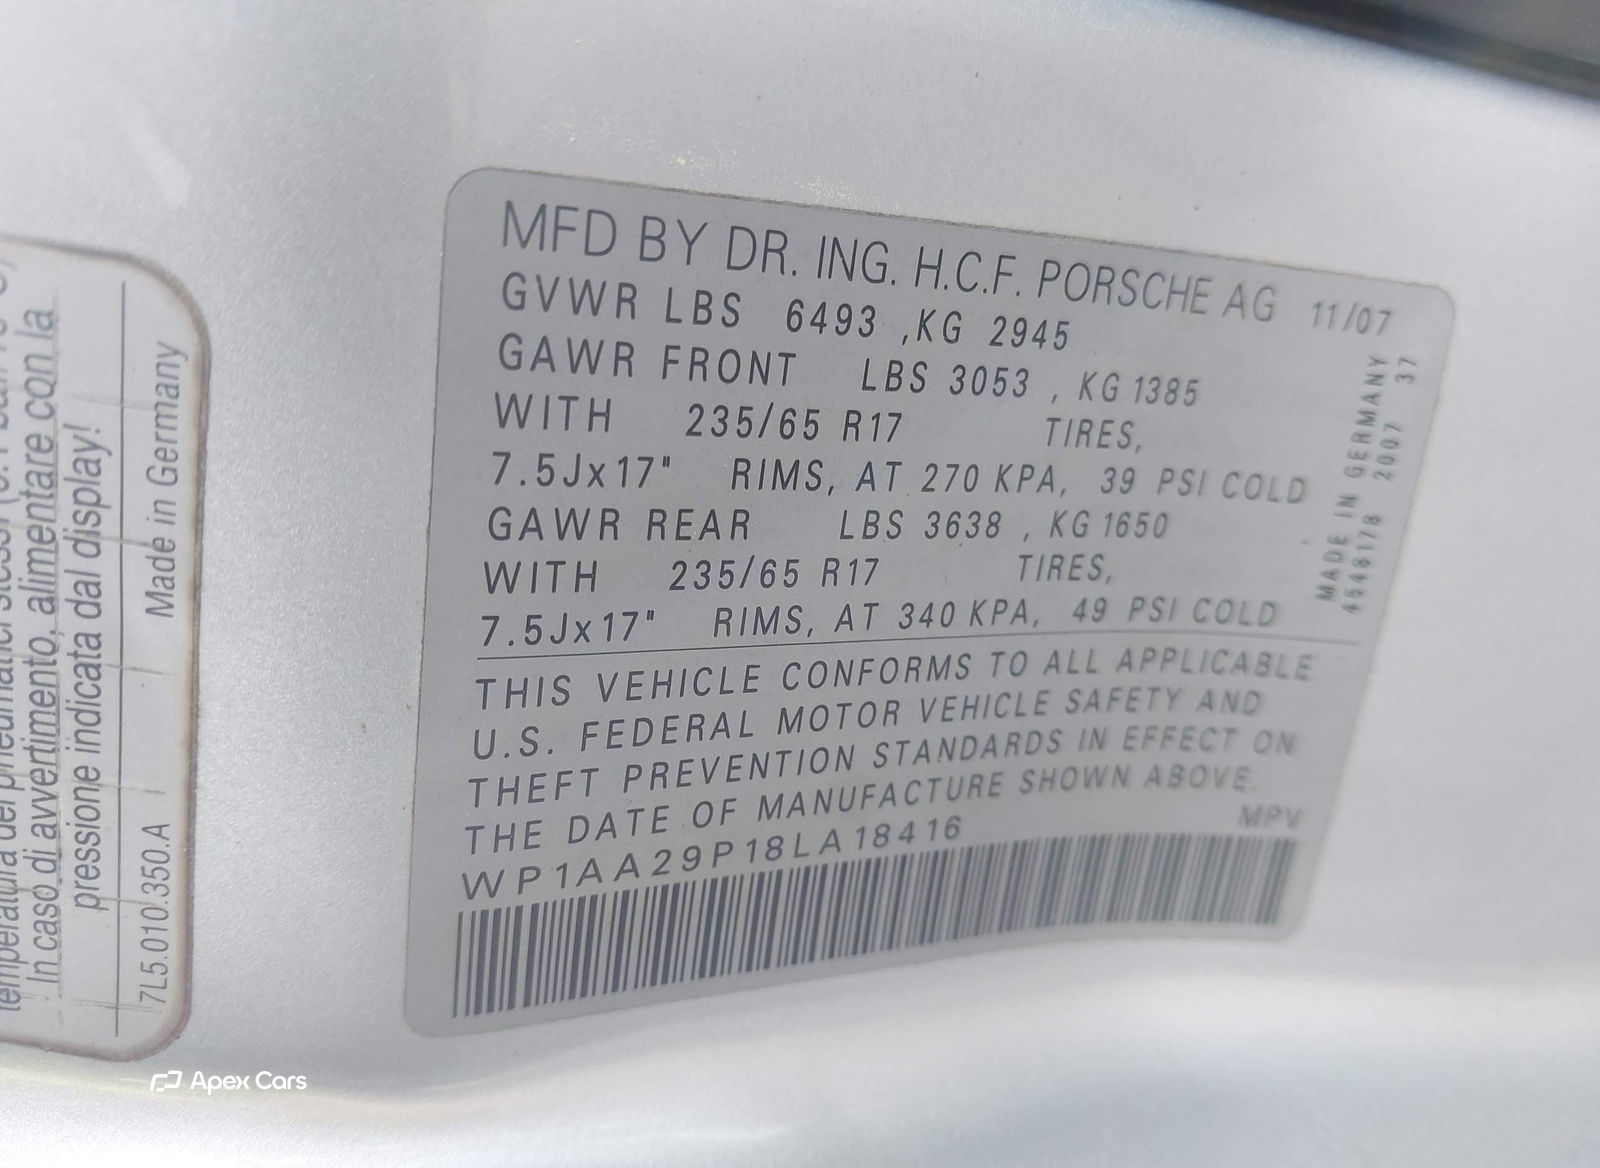 MFD BY DR. ING. H.C.F. PORSCHE AG 11/07
GVWR LBS 6493 ,KG 2945
GAWR FRONT LBS 3053 , KG 1385
WITH 235/65 R17 TIRES,
7.5Jx17" RIMS, AT 270 KPA, 39 PSI COLD
GAWR REAR LBS 3638 , KG 1650
WITH 235/65 R17 TIRES,
7.5Jx17" RIMS, AT 340 KPA, 49 PSI COLD
THIS VEHICLE CONFORMS TO ALL APPLICABLE
U.S. FEDERAL MOTOR VEHICLE SAFETY AND
THEFT PREVENTION STANDARDS IN EFFECT ON
THE DATE OF MANUFACTURE SHOWN ABOVE.
WP1AA29P18LA18416 MPV
MADE IN GERMANY
4548178 2007 37
temperatura dei pneumatici stessi
In caso di avvertimento, alimentare con la
pressione indicata dal display!
7L5.010.350.A Made in Germany
Apex Cars